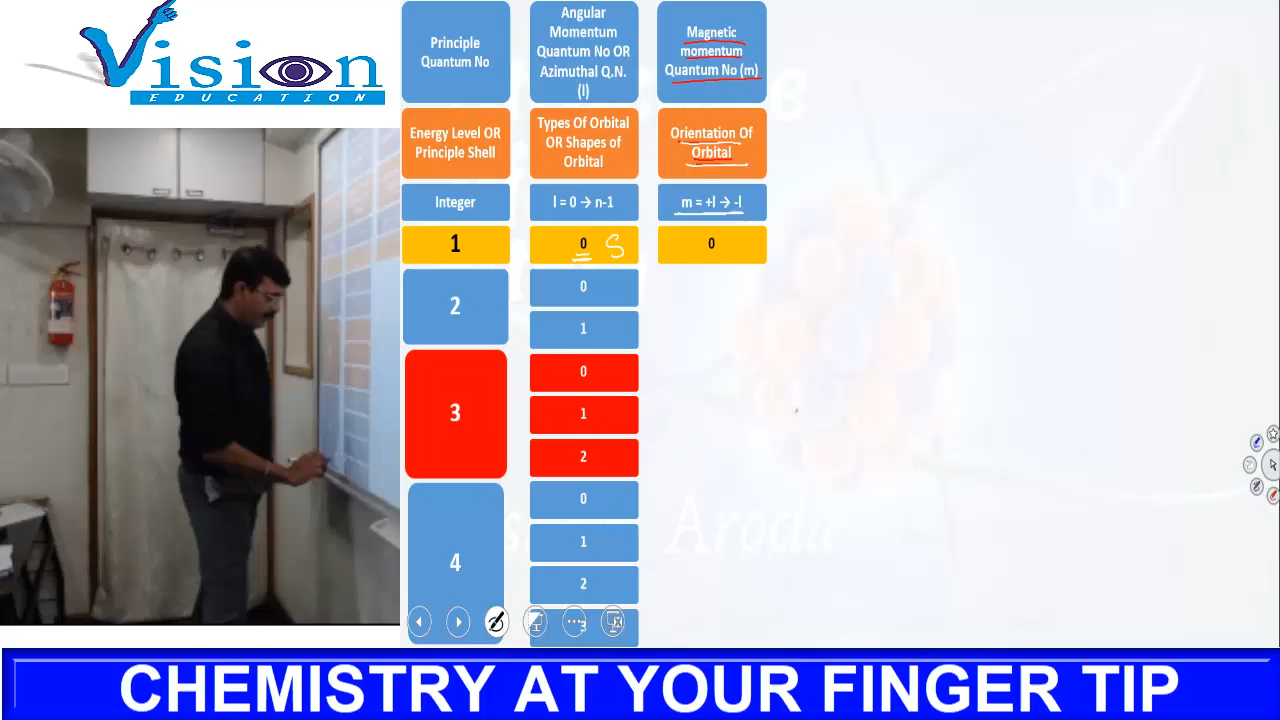 Vision
EDUCATION
Principle
Quantum No
Angular
Momentum
Quantum No OR
Azimuthal Q.N.
(l)
Magnetic
momentum
Quantum No (m)
Energy Level OR
Principle Shell
Types Of Orbital
OR Shapes of
Orbital
Orientation Of
Orbital
Integer
l = 0 → n-1
m = +l → -l
1
0 S
0
2
0
1
3
0
1
2
4
0
1
2
3
Aroda
CHEMISTRY AT YOUR FINGER TIP